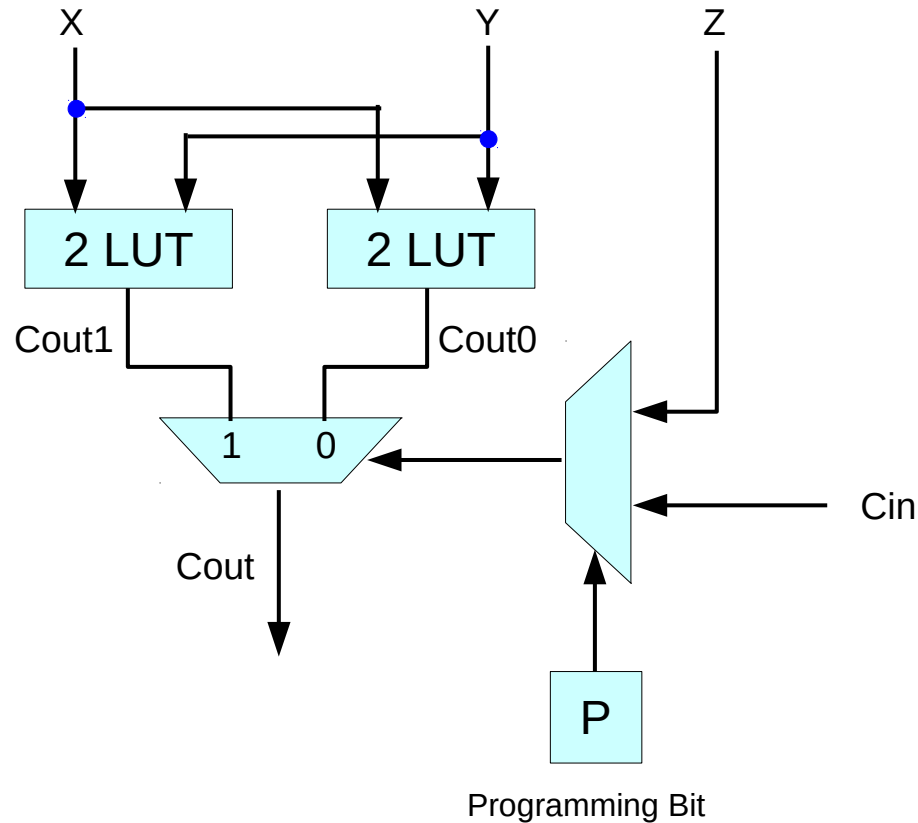 X
Y
Z
2 LUT
2 LUT
Cout1
Cout0
1
0
Cin
Cout
P
Programming Bit